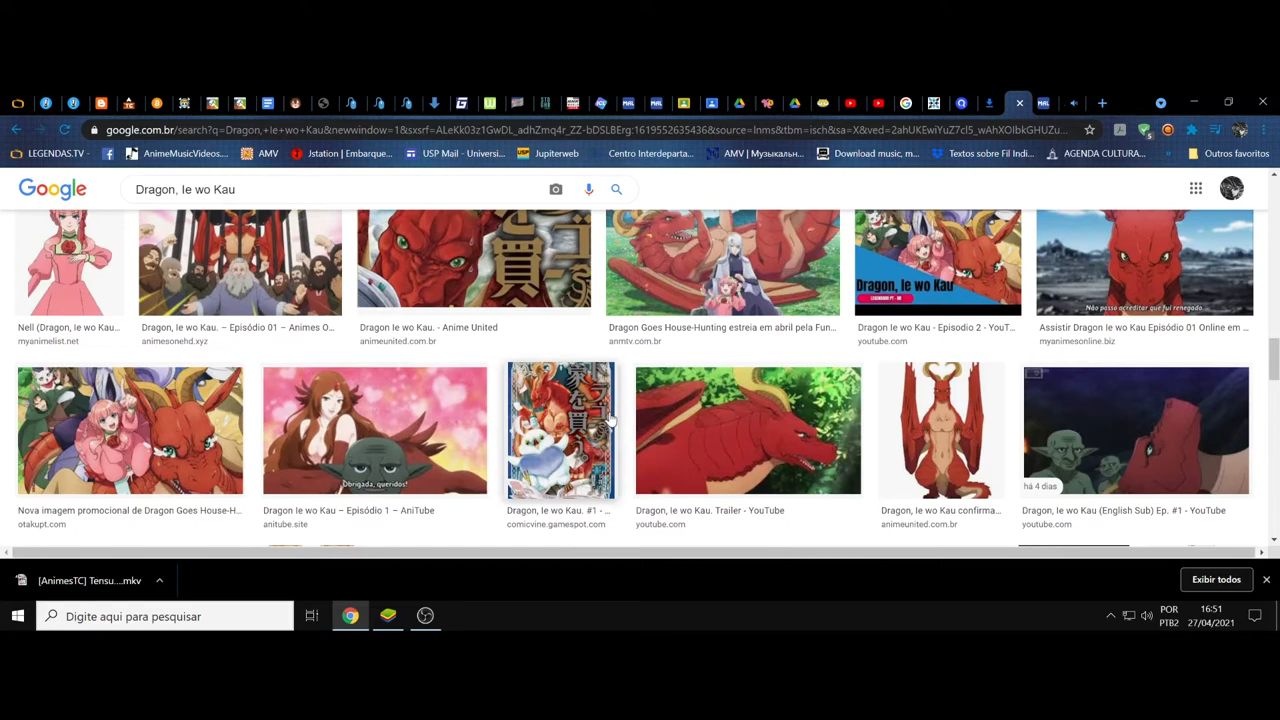 google.com.br/search?q=Dragon,+Ie+wo+Kau&newwindow=1&sxsrf=ALeKk03z1GwDL_adhZmq4r_ZZ-bDSLBErg:1619552635436&source=lnms&tbm=isch&sa=X&ved=2ahUKEwiYuZ7cl5_wAhXOIbkGHUZu...
LEGENDAS.TV
AnimeMusicVideos....
AMV
Jstation | Embarque...
USP Mail - Universi...
Jupiterweb
Centro Interdeparta...
AMV | Музыкальн...
Download music, m...
Textos sobre Fil Indi...
AGENDA CULTURA...
»
Outros favoritos
Google
Dragon, Ie wo Kau
Dragon, Ie wo Kau
LEGENDADO PT - BR
Não posso acreditar que fui renegado.
Nell (Dragon, Ie wo Kau...
Dragon, Ie wo Kau. – Episódio 01 – Animes O...
Dragon Ie wo Kau. - Anime United
Dragon Goes House-Hunting estreia em abril pela Fun...
Dragon Ie wo Kau - Episodio 2 - YouT...
Assistir Dragon Ie wo Kau Episódio 01 Online em ...
myanimelist.net
animesonehd.xyz
animeunited.com.br
anmtv.com.br
youtube.com
myanimesonline.biz
Obrigada, queridos!
há 4 dias
Nova imagem promocional de Dragon Goes House-H...
Dragon Ie wo Kau – Episódio 1 – AniTube
Dragon, Ie wo Kau. #1 - ...
Dragon, Ie wo Kau. Trailer - YouTube
Dragon, Ie wo Kau confirma...
Dragon, Ie wo Kau (English Sub) Ep. #1 - YouTube
otakupt.com
anitube.site
comicvine.gamespot.com
youtube.com
animeunited.com.br
youtube.com
[AnimesTC] Tensu....mkv
Exibir todos
Digite aqui para pesquisar
POR
PTB2
16:51
27/04/2021